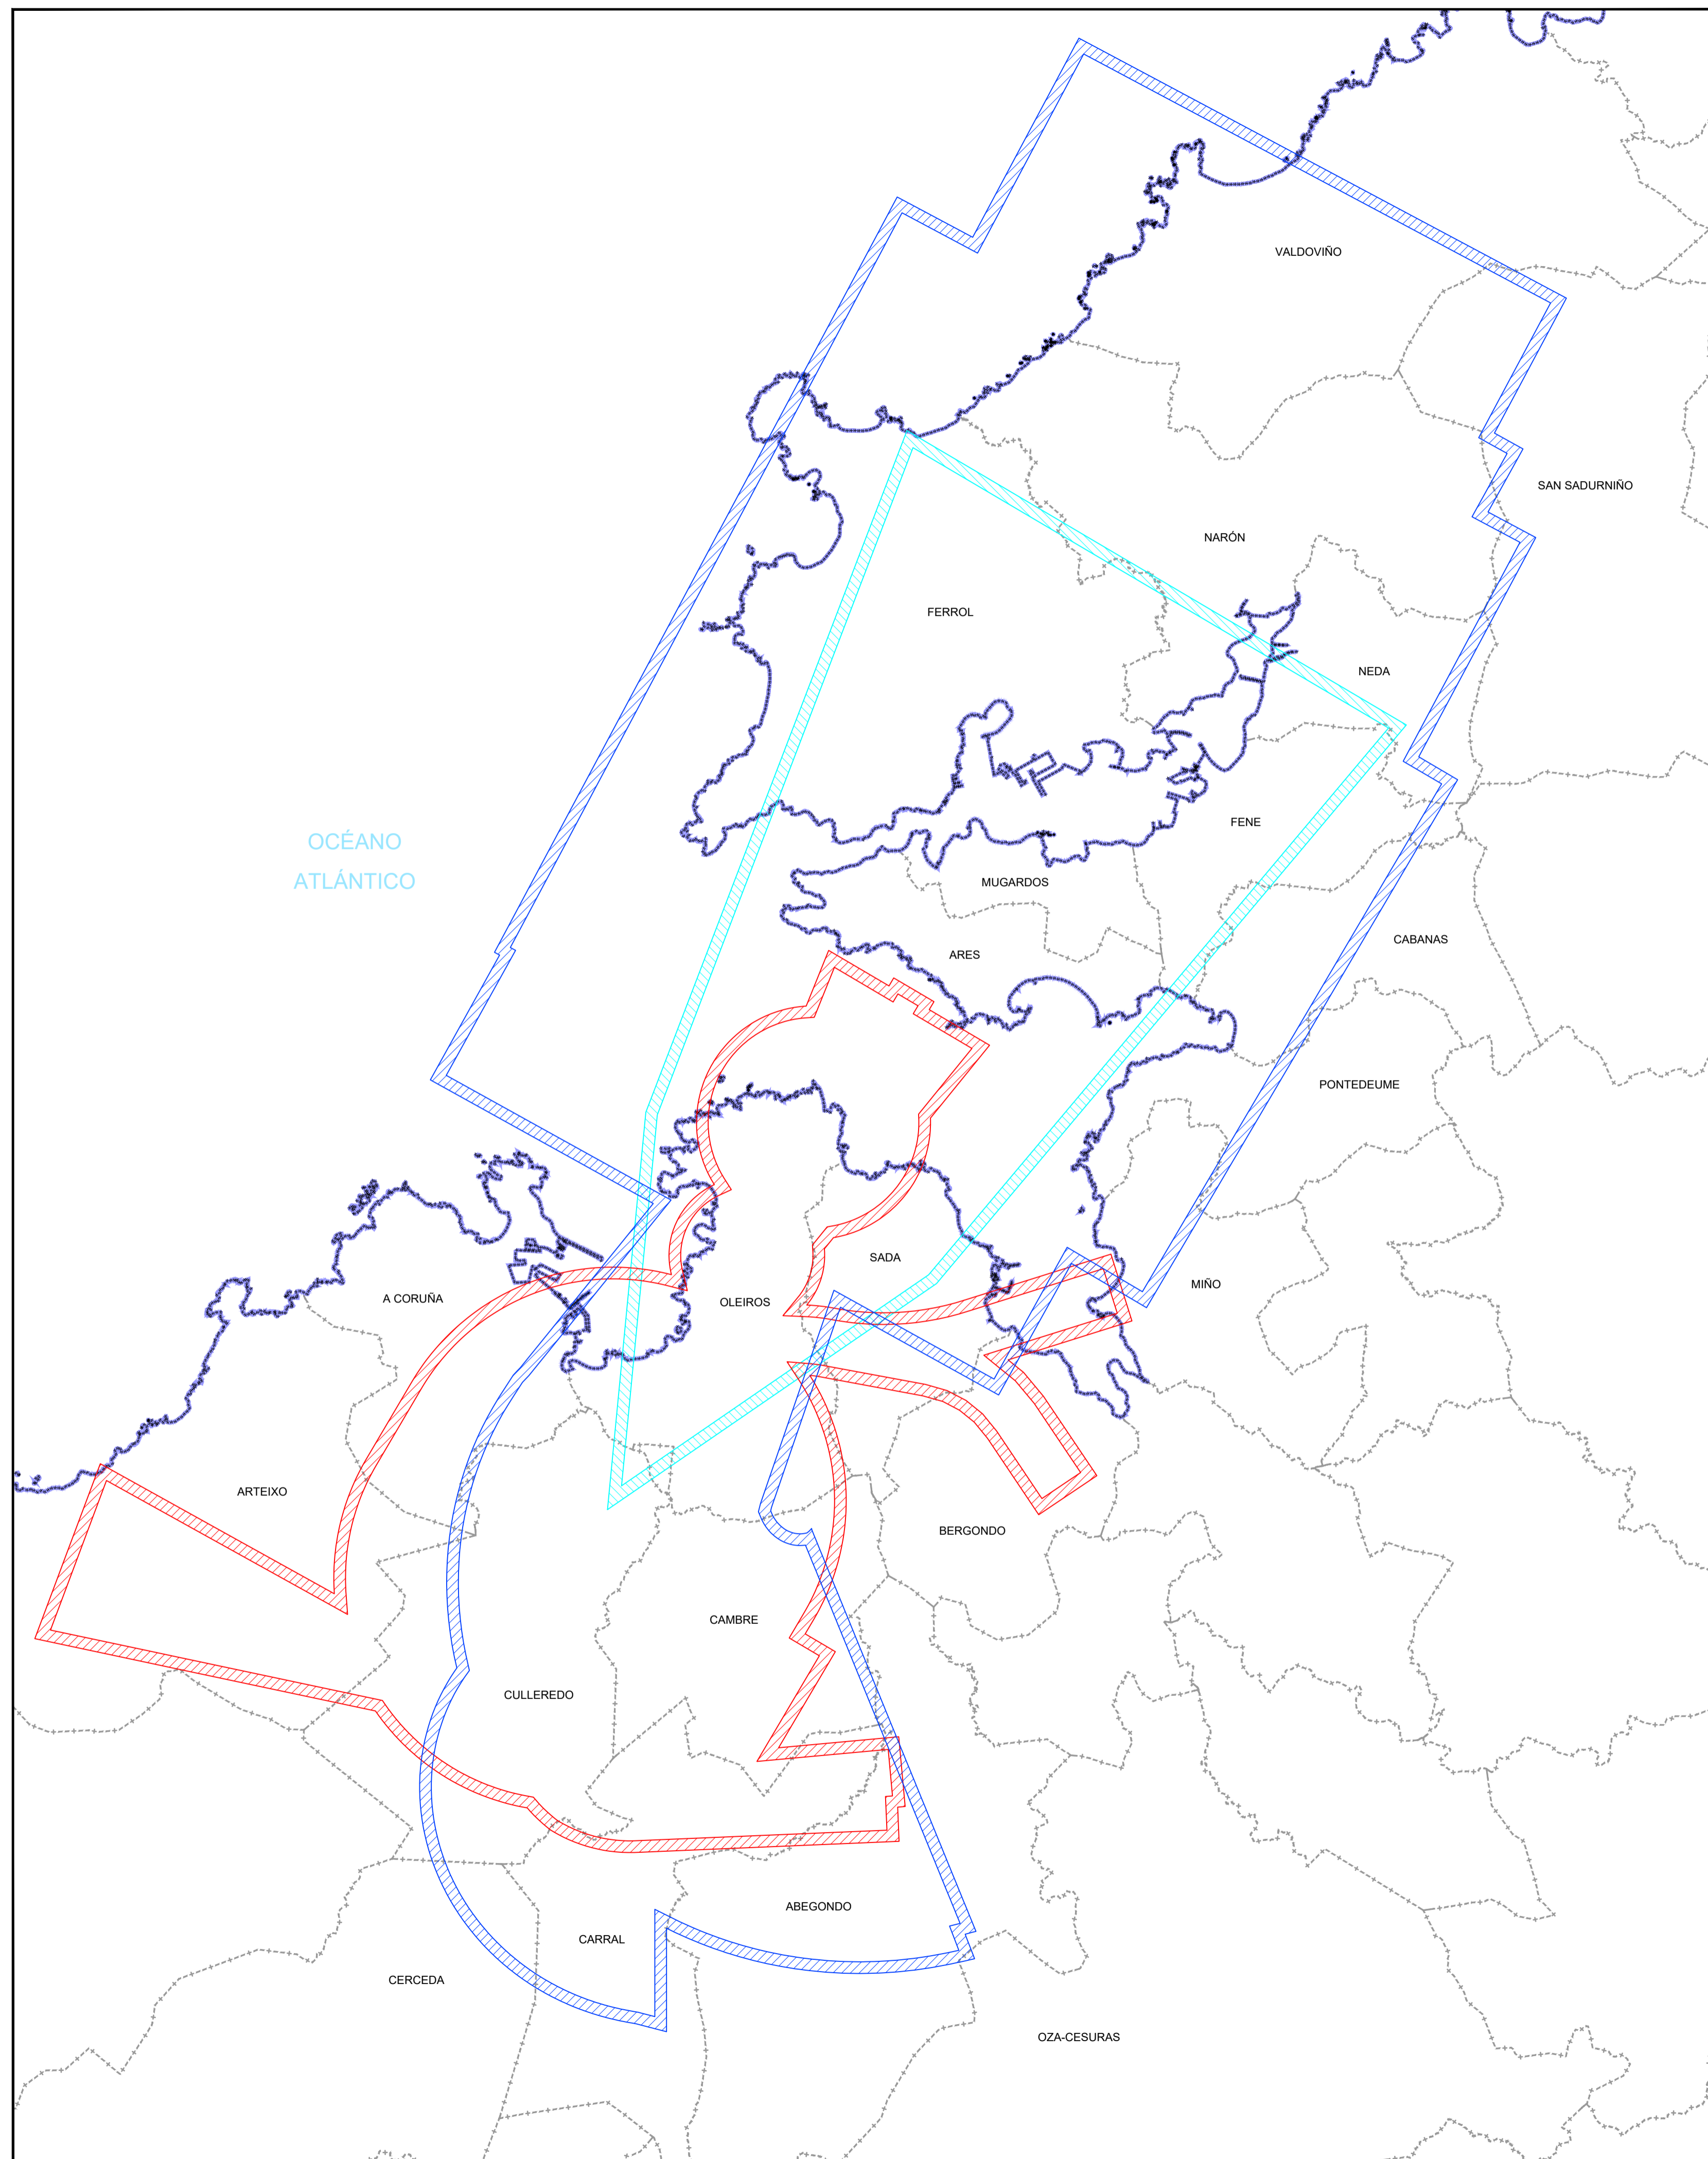 VALDOVIÑO
SAN SADURNIÑO
NARÓN
FERROL
NEDA
FENE
OCÉANO
ATLÁNTICO
MUGARDOS
CABANAS
ARES
PONTEDEUME
SADA
MIÑO
A CORUÑA
OLEIROS
ARTEIXO
BERGONDO
CAMBRE
CULLEREDO
ABEGONDO
CARRAL
CERCEDA
OZA-CESURAS